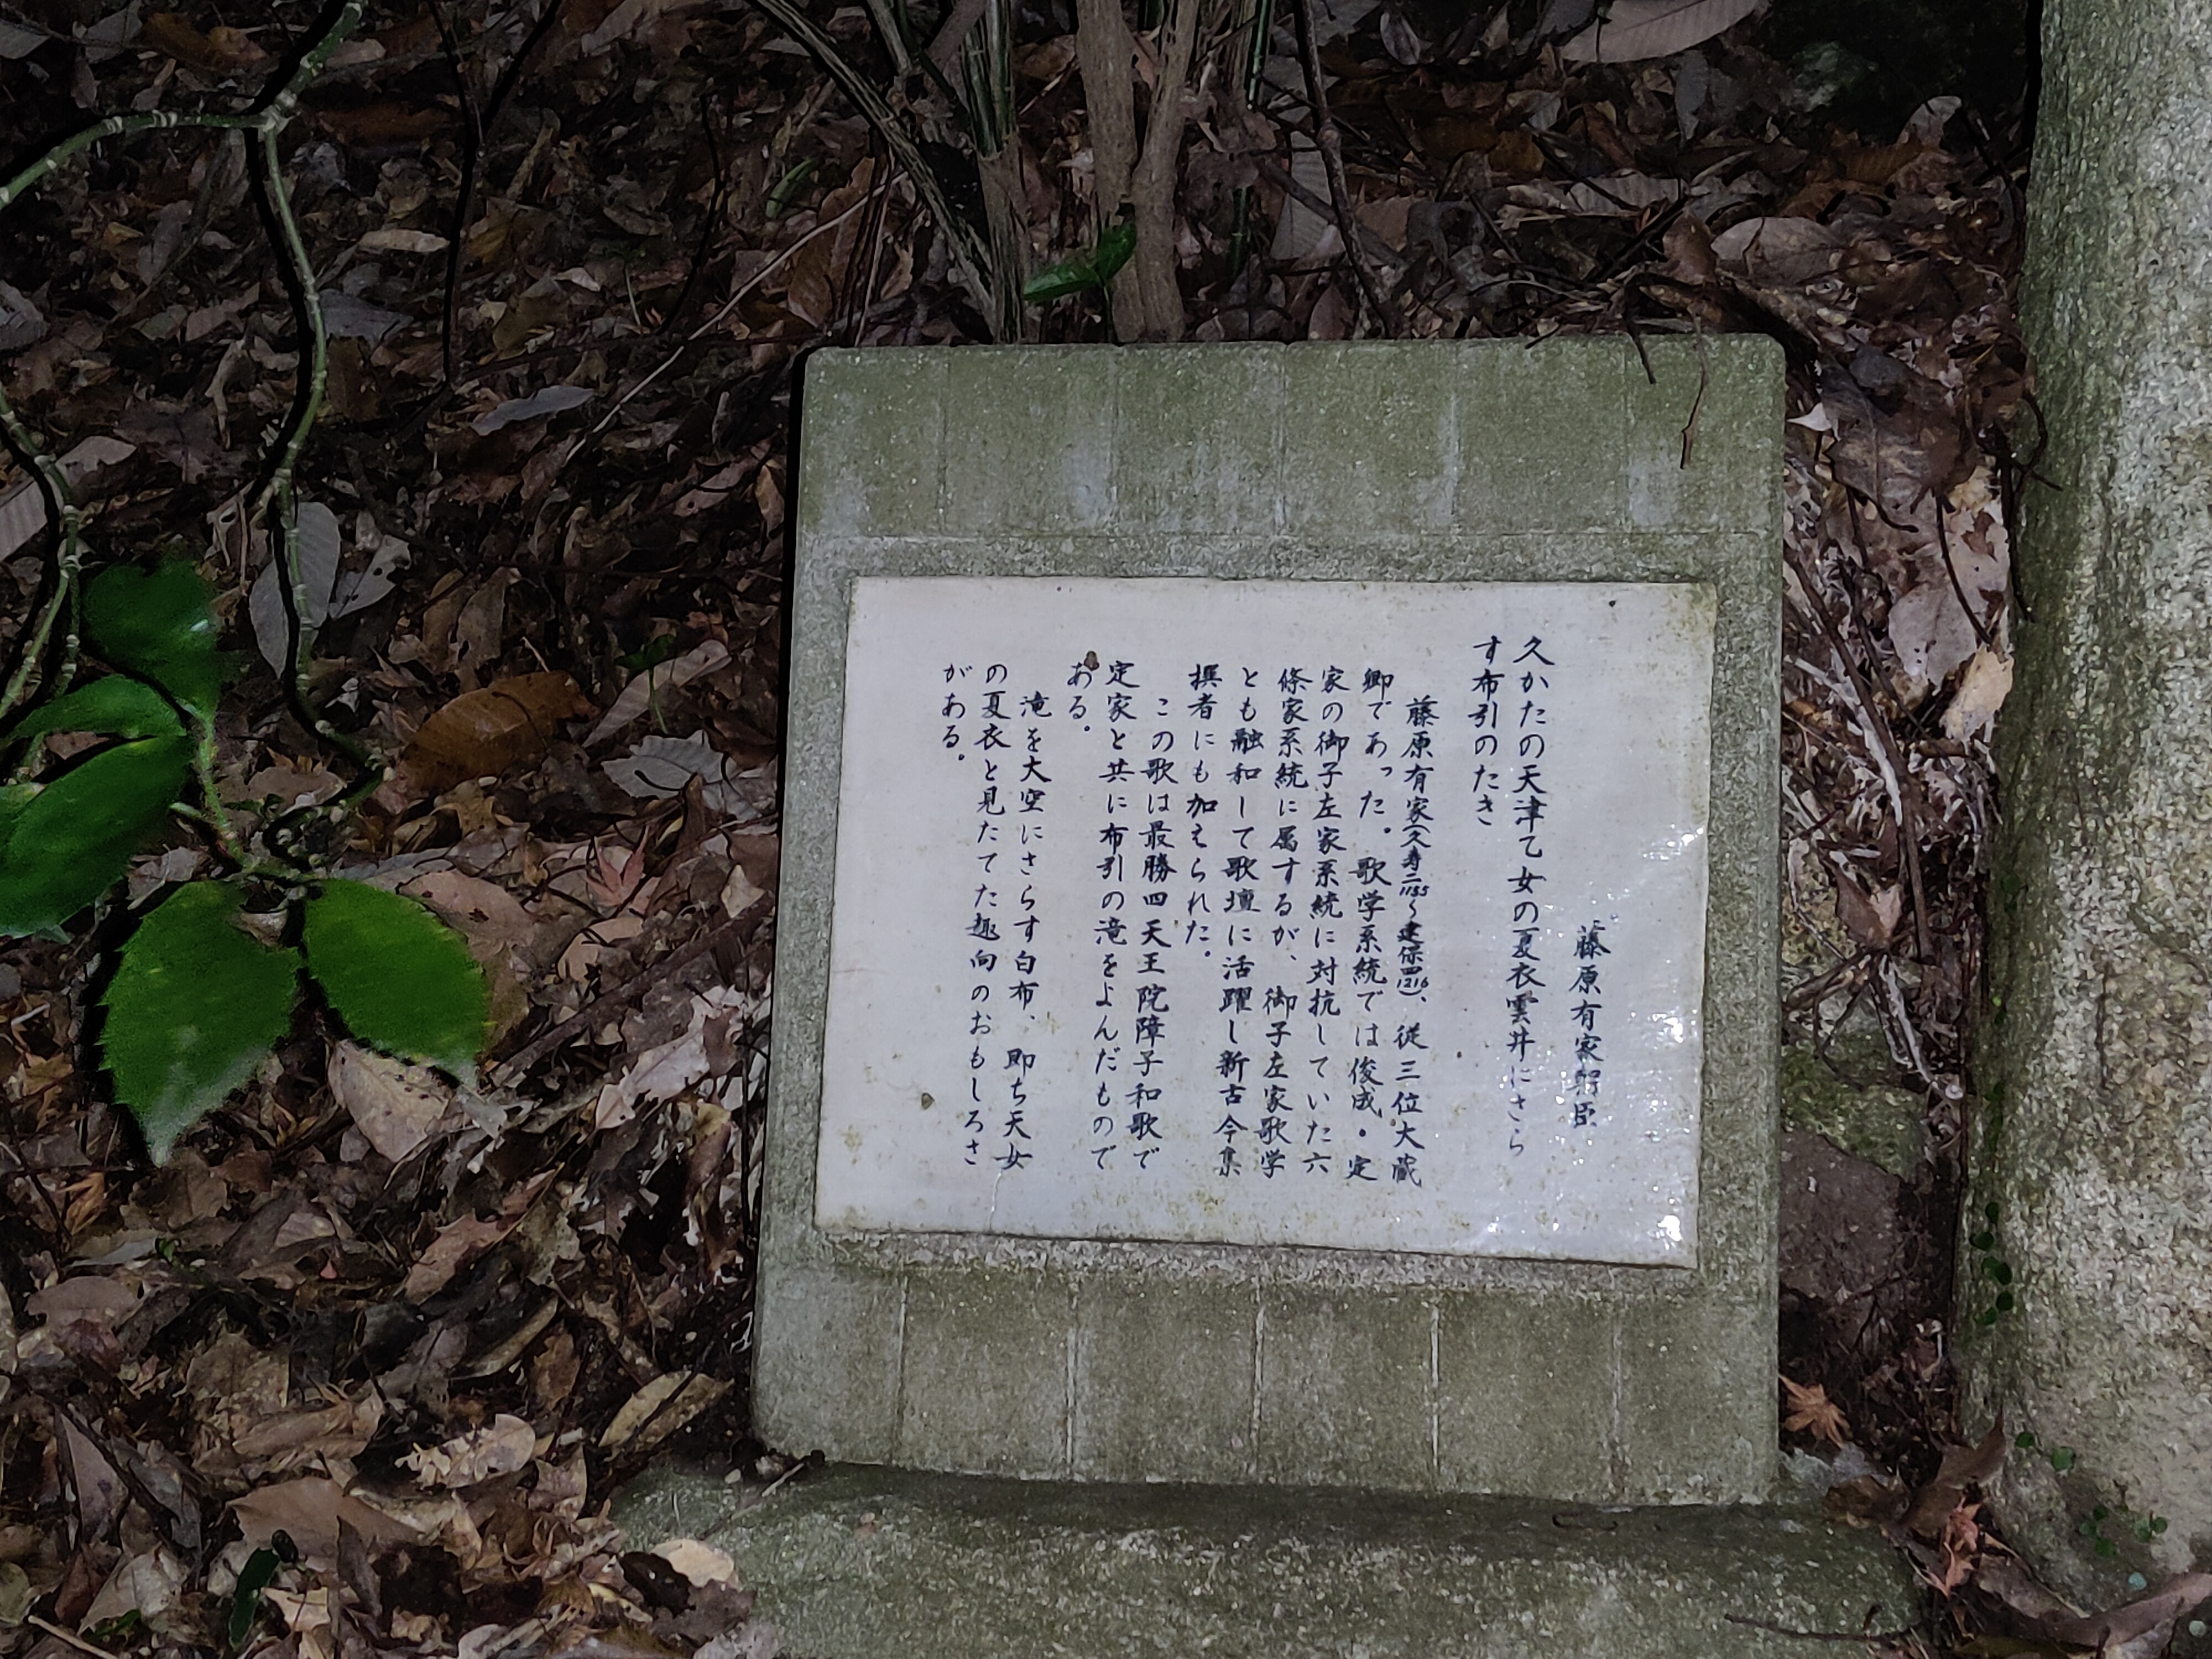 藤原有家朝臣
久かたの天津乙女の夏衣雲井にさら
す布引のたき
藤原有家(久寿二1155〜建保四1216)、従三位大蔵
卿であった。歌学系統では俊成・定
家の御子左家系統に対抗していた六
條家系統に属するが、御子左家歌学
とも融和して歌壇に活躍し新古今集
撰者にも加えられた。
この歌は最勝四天王院障子和歌で
定家と共に布引の滝をよんだもので
ある。
滝を大空にさらす白布、即ち天女
の夏衣と見たてた趣向のおもしろさ
がある。